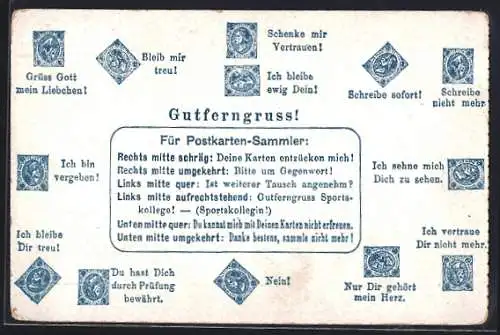 Grüss Gott
mein Liebchen!
Bleib mir
treu!
Schenke mir
Vertrauen!
Ich bleibe
ewig Dein!
Schreibe sofort!
Schreibe
nicht mehr
Gutferngruss!
Für Postkarten-Sammler:
Rechts mitte schräg: Deine Karten entzücken mich!
Rechts mitte umgekehrt: Bitte um Gegenwert!
Links mitte quer: Ist weiterer Tausch angenehm?
Links mitte aufrechtstehend: Gutferngruss Sports-
kollege! — (Sportskollegin!)
Unten mitte quer: Du kannst mich mit Deinen Karten nicht erfreuen.
Unten mitte umgekehrt: Danke bestens, sammle nicht mehr!
Ich bin
vergeben!
Ich sehne mich
Dich zu sehen.
Ich bleibe
Dir treu!
Du hast Dich
durch Prüfung
bewährt.
Nein!
Nur Dir gehört
mein Herz.
Ich vertraue
Dir nicht mehr.